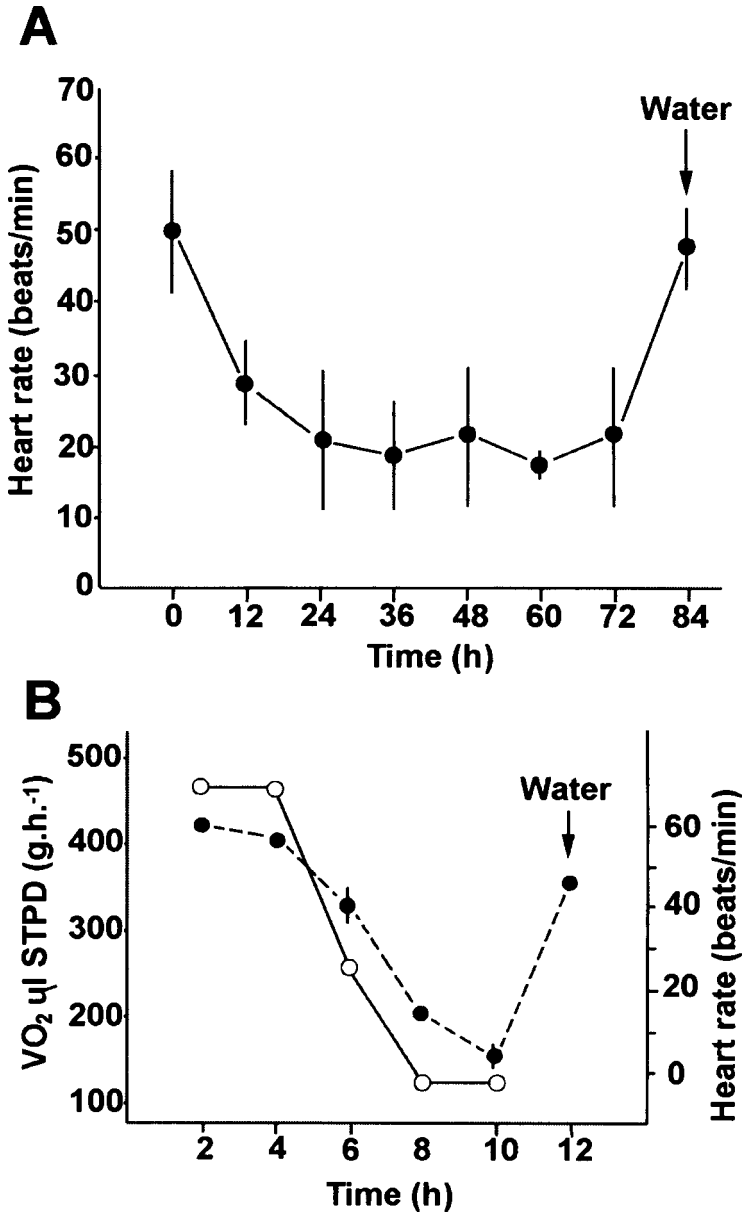 A
70
60
50
40
30
20
10
0
Heart rate (beats/min)
Water
0 12 24 36 48 60 72 84
Time (h)
B
500
400
300
200
100
VO₂ ɥl STPD (g.h.⁻¹)
Water
60
40
20
0
Heart rate (beats/min)
2 4 6 8 10 12
Time (h)